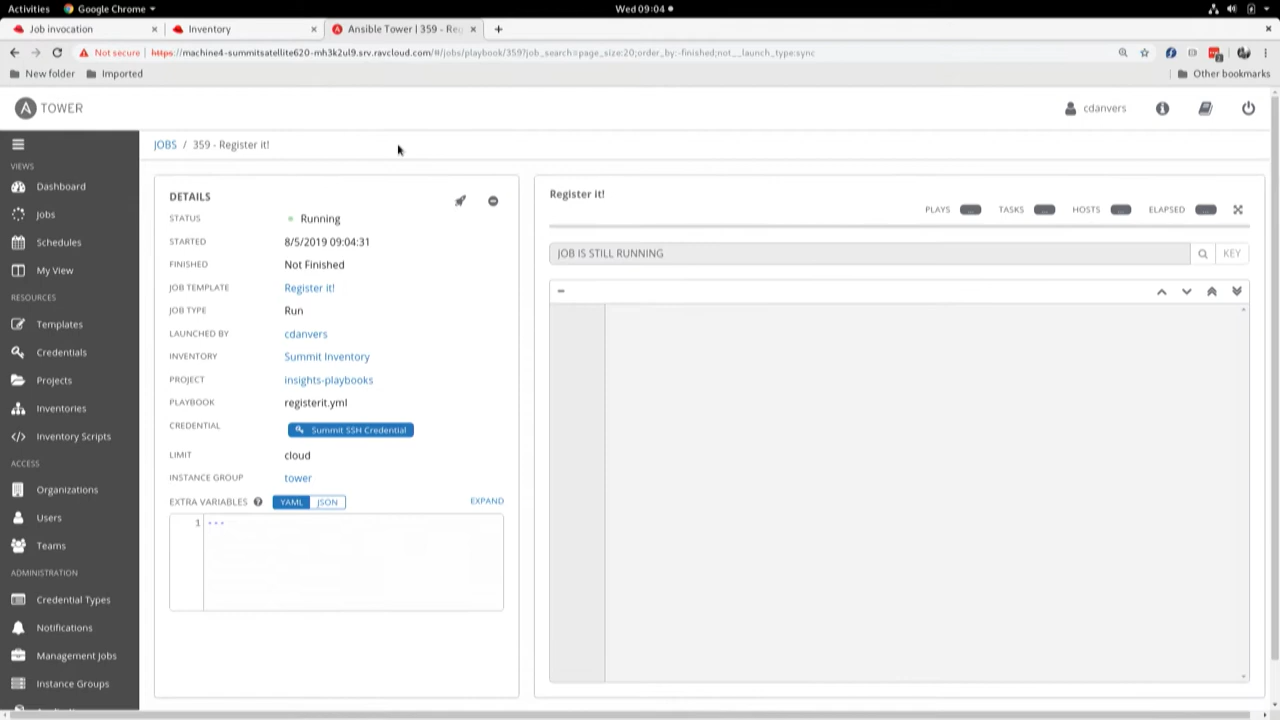 Activities Google Chrome Wed 09:04
Job invocation × Inventory × Ansible Tower | 359 - Reg × +
Not secure https://machine4-summitsatellite620-mh3k2ul9.srv.ravcloud.com/#/jobs/playbook/359?job_search=page_size:20;order_by:-finished;not__launch_type:sync
New folder Imported Other bookmarks
A TOWER cdanvers
JOBS / 359 - Register it!
VIEWS
Dashboard
Jobs
Schedules
My View
RESOURCES
Templates
Credentials
Projects
Inventories
Inventory Scripts
ACCESS
Organizations
Users
Teams
ADMINISTRATION
Credential Types
Notifications
Management Jobs
Instance Groups
DETAILS
STATUS Running
STARTED 8/5/2019 09:04:31
FINISHED Not Finished
JOB TEMPLATE Register it!
JOB TYPE Run
LAUNCHED BY cdanvers
INVENTORY Summit Inventory
PROJECT insights-playbooks
PLAYBOOK registerit.yml
CREDENTIAL Summit SSH Credential
LIMIT cloud
INSTANCE GROUP tower
EXTRA VARIABLES ? YAML JSON EXPAND
1 ---
Register it!
PLAYS ... TASKS ... HOSTS ... ELAPSED ...
JOB IS STILL RUNNING KEY